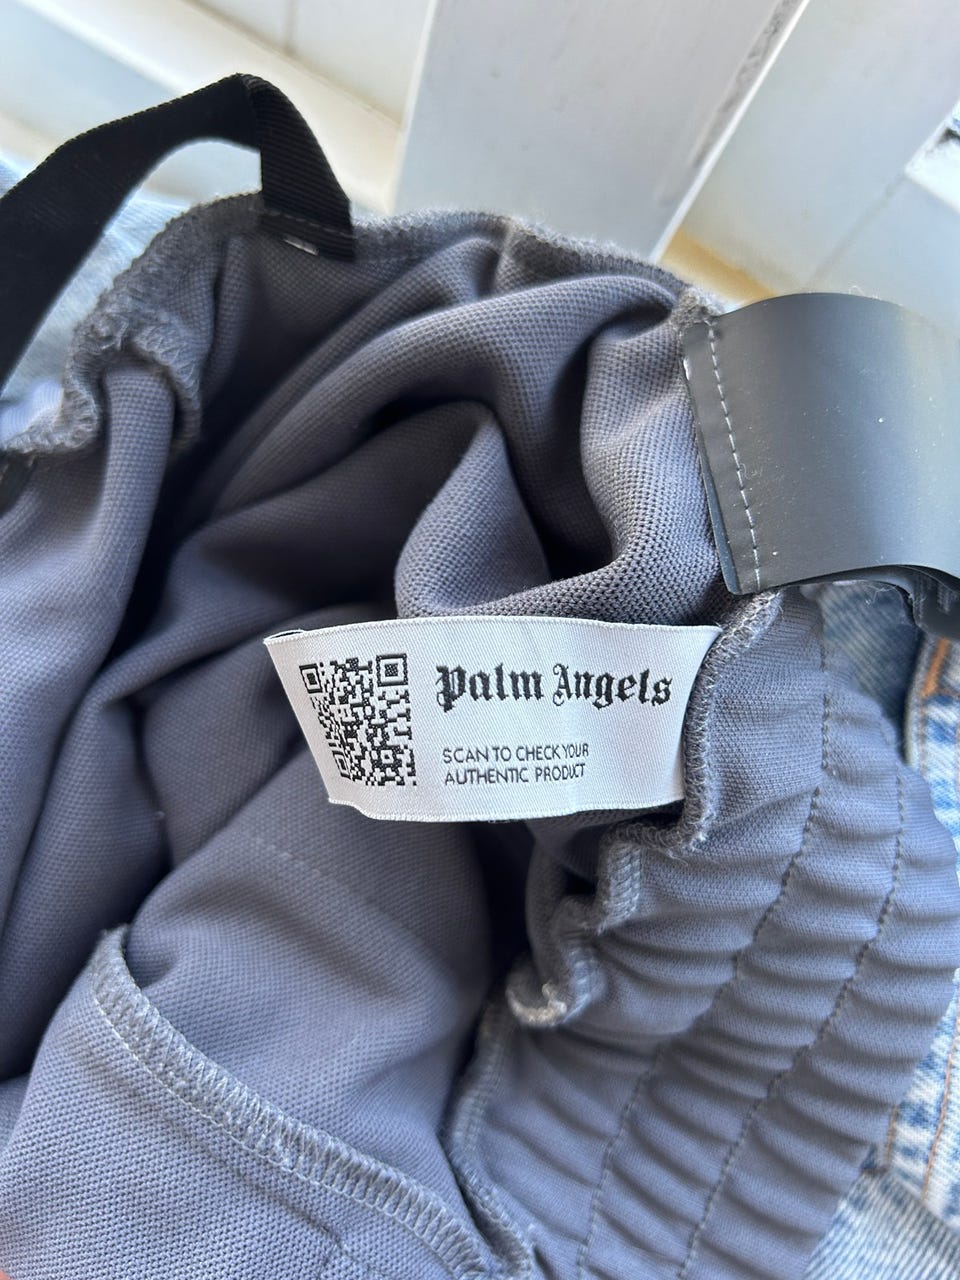 Palm Angels
SCAN TO CHECK YOUR
AUTHENTIC PRODUCT